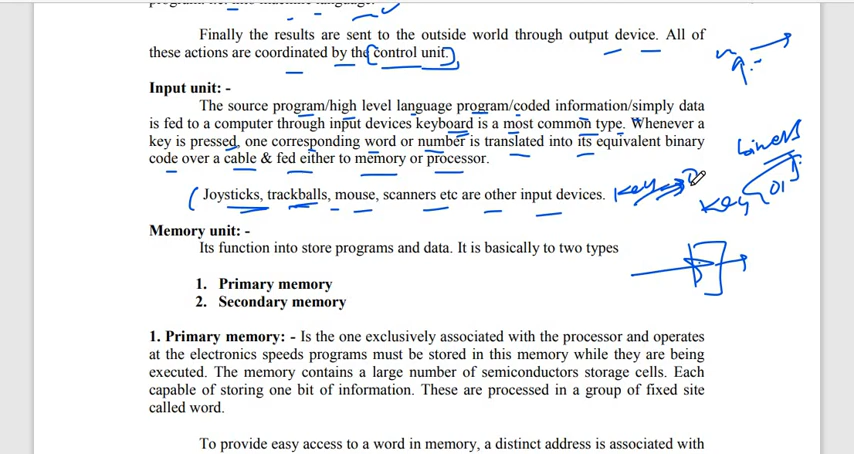 Finally the results are sent to the outside world through output device. All of
these actions are coordinated by the control unit.
Input unit: -
The source program/high level language program/coded information/simply data
is fed to a computer through input devices keyboard is a most common type. Whenever a
key is pressed, one corresponding word or number is translated into its equivalent binary
code over a cable & fed either to memory or processor.
Joysticks, trackballs, mouse, scanners etc are other input devices.
key
key
Memory unit: -
Its function into store programs and data. It is basically to two types
1. Primary memory
2. Secondary memory
1. Primary memory: - Is the one exclusively associated with the processor and operates
at the electronics speeds programs must be stored in this memory while they are being
executed. The memory contains a large number of semiconductors storage cells. Each
capable of storing one bit of information. These are processed in a group of fixed site
called word.
To provide easy access to a word in memory, a distinct address is associated with